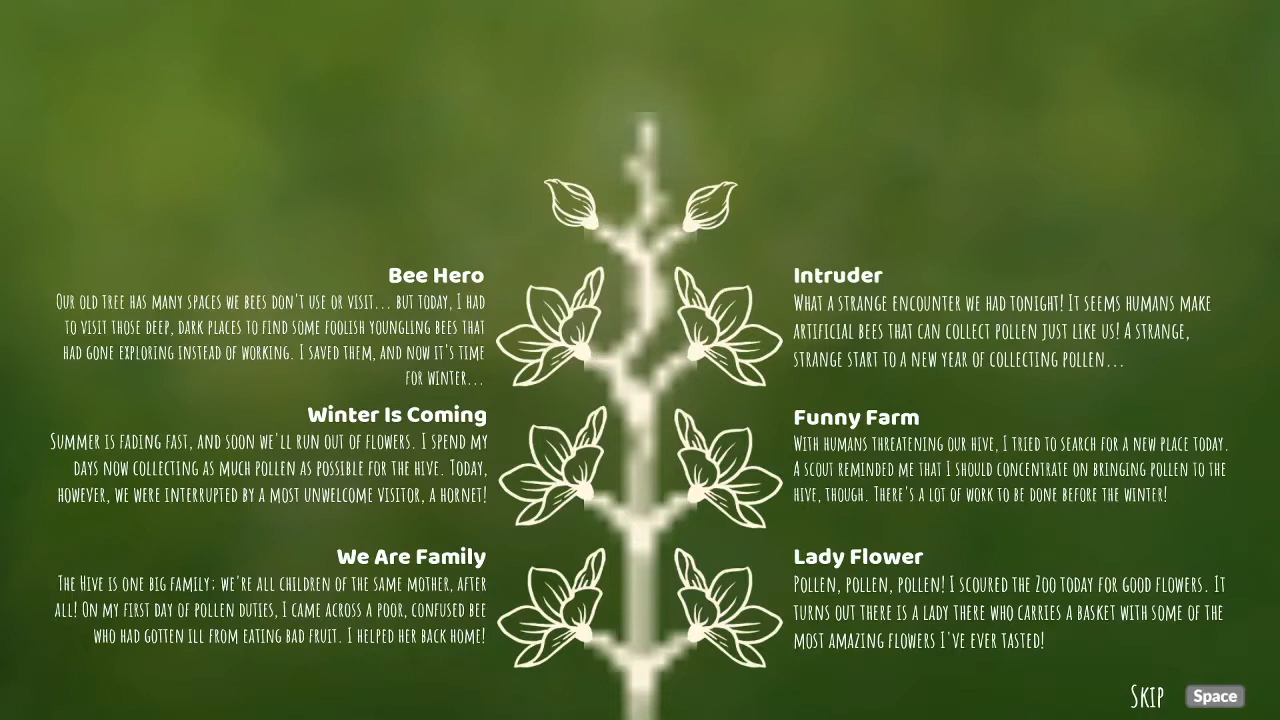 Bee Hero
Our old tree has many spaces we bees don't use or visit... but today, I had
to visit those deep, dark places to find some foolish youngling bees that
had gone exploring instead of working. I saved them, and now it's time
for winter...
Winter Is Coming
Summer is fading fast, and soon we'll run out of flowers. I spend my
days now collecting as much pollen as possible for the hive. Today,
however, we were interrupted by a most unwelcome visitor, a hornet!
We Are Family
The Hive is one big family; we're all children of the same mother, after
all! On my first day of pollen duties, I came across a poor, confused bee
who had gotten ill from eating bad fruit. I helped her back home!
Intruder
What a strange encounter we had tonight! It seems humans make
artificial bees that can collect pollen just like us! A strange,
strange start to a new year of collecting pollen...
Funny Farm
With humans threatening our hive, I tried to search for a new place today.
A scout reminded me that I should concentrate on bringing pollen to the
hive, though. There's a lot of work to be done before the winter!
Lady Flower
Pollen, pollen, pollen! I scoured the Zoo today for good flowers. It
turns out there is a lady there who carries a basket with some of the
most amazing flowers I've ever tasted!
Skip Space